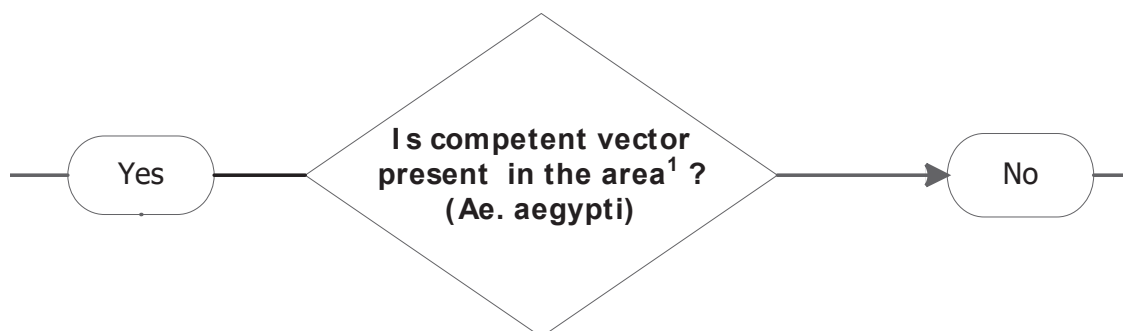 Yes
Is competent vector
present in the area¹ ?
(Ae. aegypti)
No